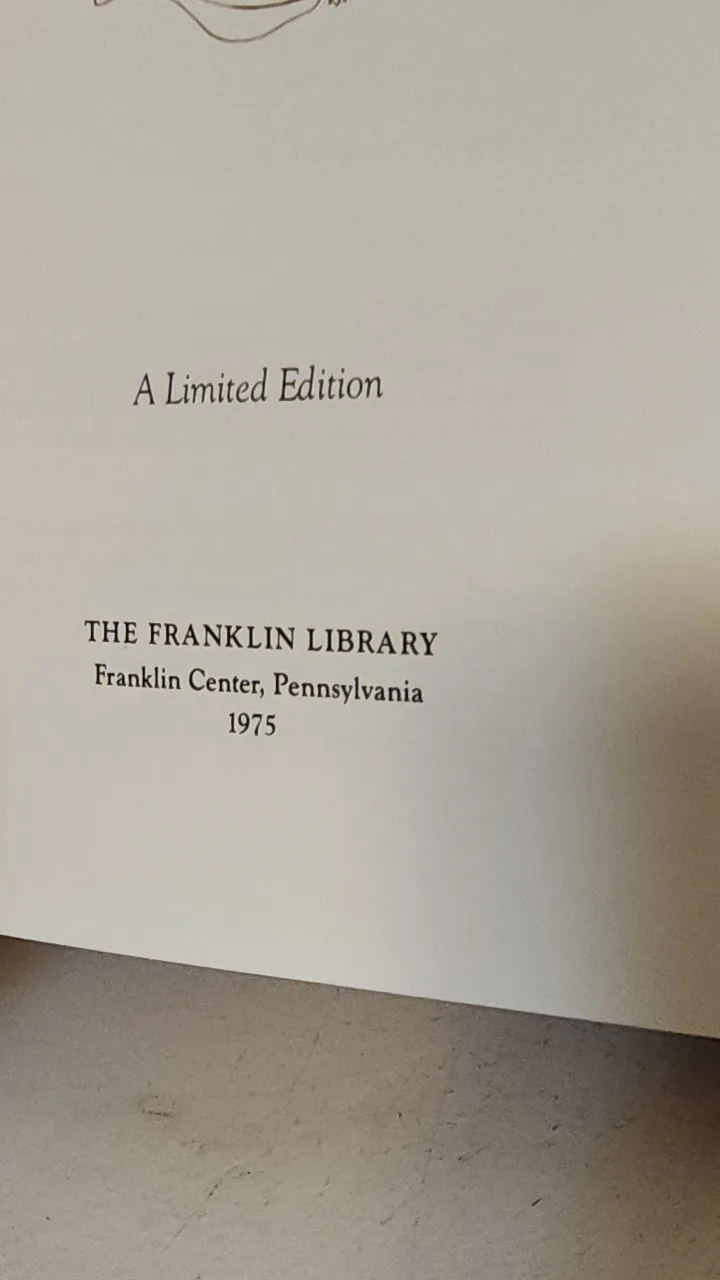 A Limited Edition
THE FRANKLIN LIBRARY
Franklin Center, Pennsylvania
1975